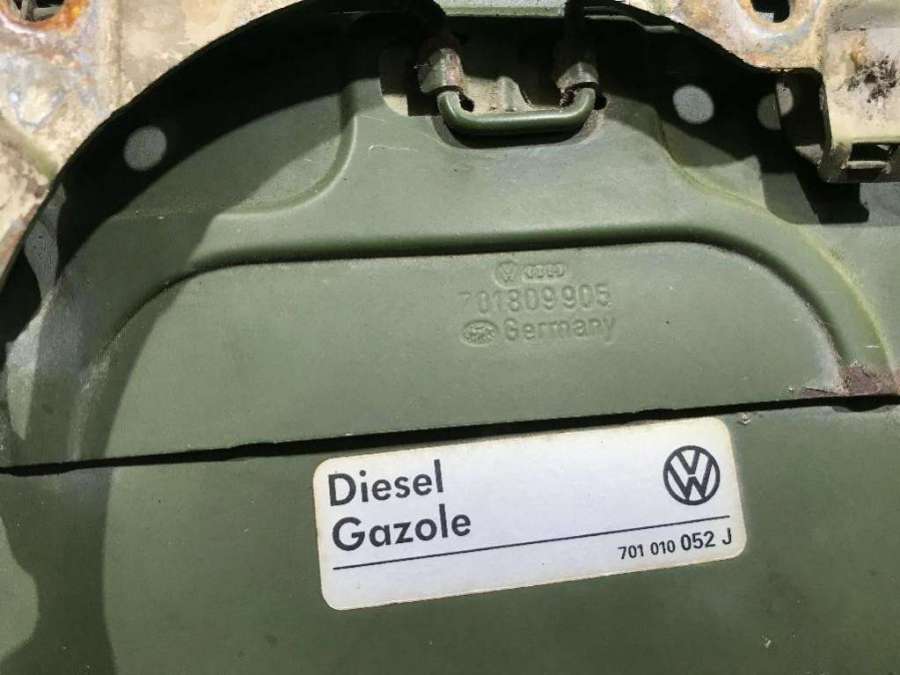 701809905
Germany
Diesel
Gazole
701 010 052 J